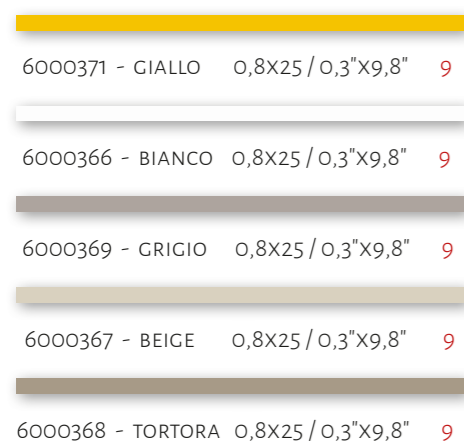 6000371 - GIALLO 0,8X25 / 0,3"X9,8" 9
6000366 - BIANCO 0,8X25 / 0,3"X9,8" 9
6000369 - GRIGIO 0,8X25 / 0,3"X9,8" 9
6000367 - BEIGE 0,8X25 / 0,3"X9,8" 9
6000368 - TORTORA 0,8X25 / 0,3"X9,8" 9